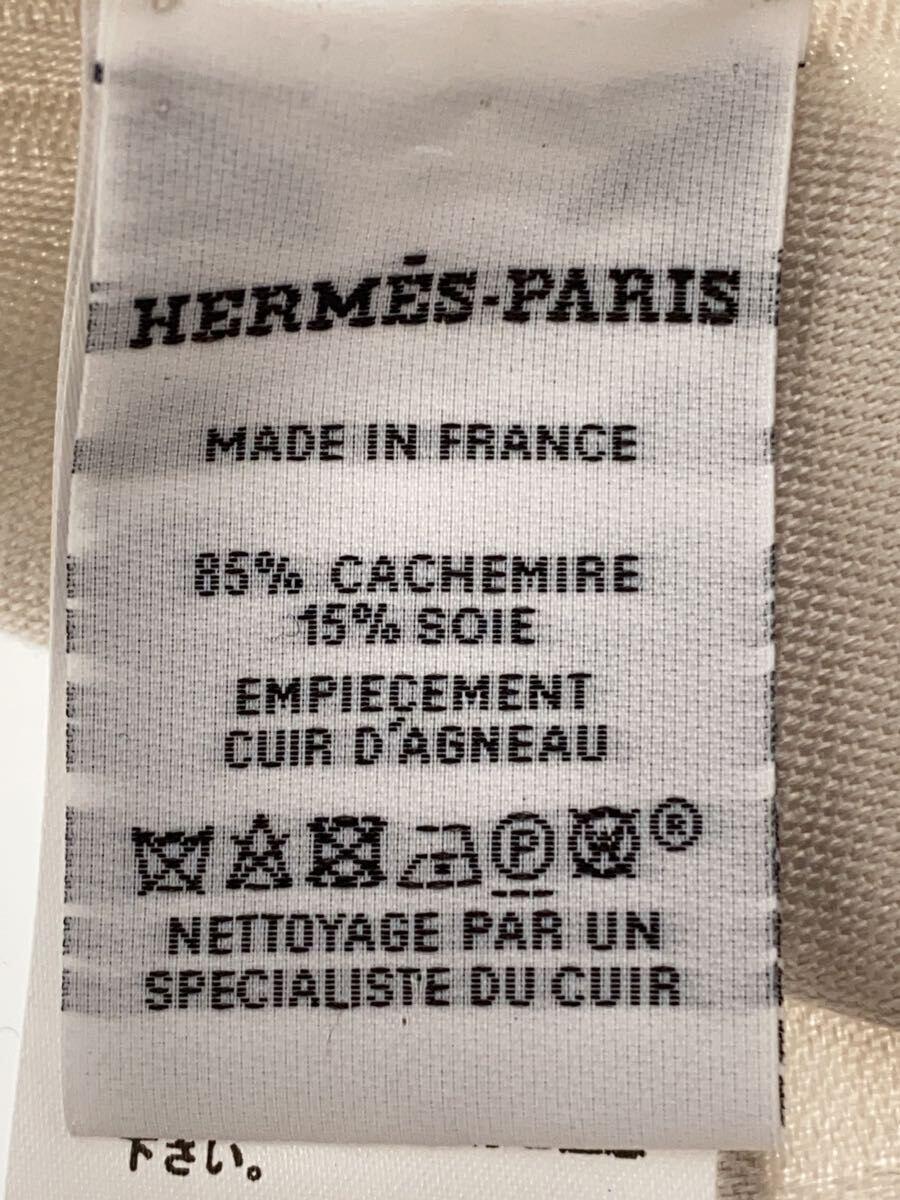 HERMÈS-PARIS
MADE IN FRANCE
85% CACHEMIRE
15% SOIE
EMPIECEMENT
CUIR D'AGNEAU
P W ®
NETTOYAGE PAR UN
SPECIALISTE DU CUIR
下さい。